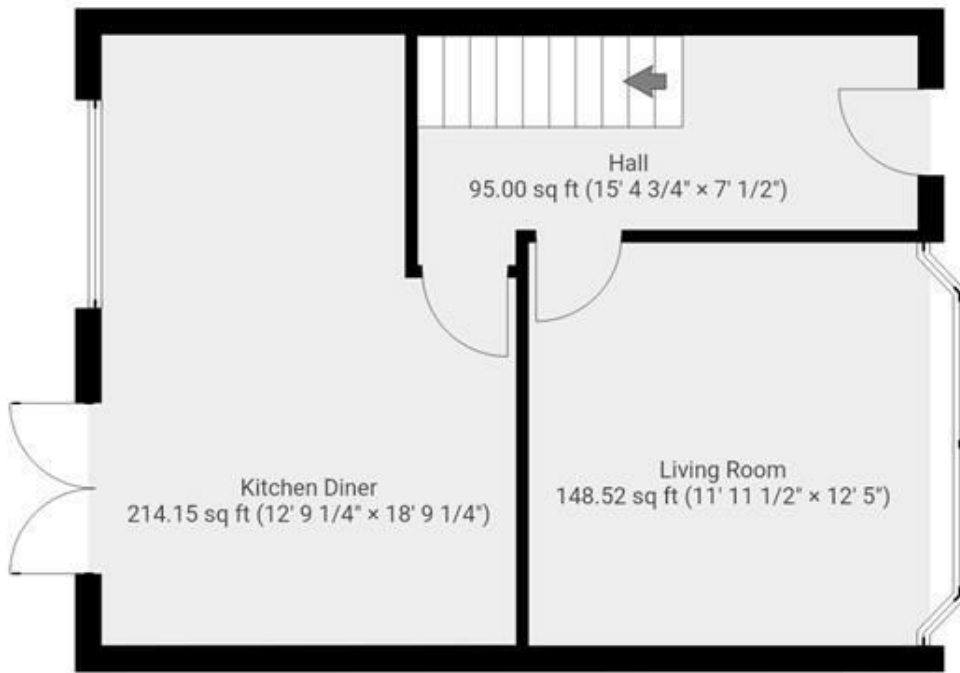 Hall
95.00 sq ft (15' 4 3/4" × 7' 1/2")
Living Room
148.52 sq ft (11' 11 1/2" × 12' 5")
Kitchen Diner
214.15 sq ft (12' 9 1/4" × 18' 9 1/4")